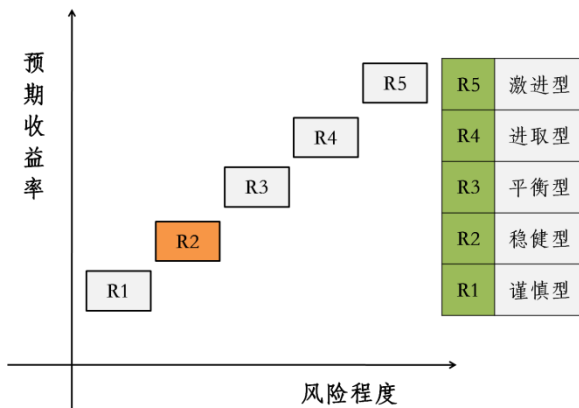 预期收益率
R5
R4
R3
R2
R1
风险程度
R5 激进型
R4 进取型
R3 平衡型
R2 稳健型
R1 谨慎型